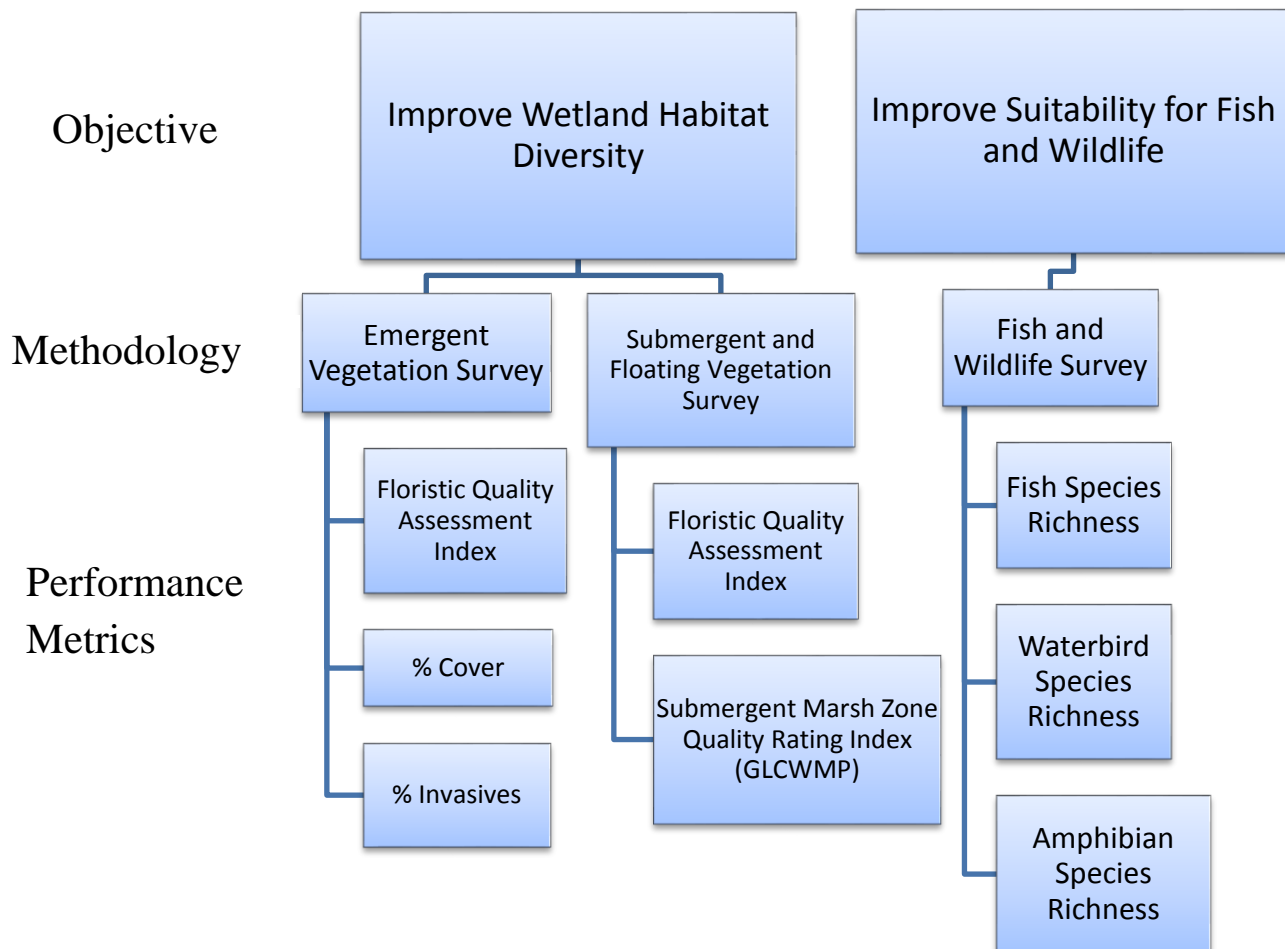 Objective
Improve Wetland Habitat
Diversity
Improve Suitability for Fish
and Wildlife
Methodology
Emergent
Vegetation Survey
Submergent and
Floating Vegetation
Survey
Fish and
Wildlife Survey
Performance
Metrics
Floristic Quality
Assessment
Index
% Cover
% Invasives
Floristic Quality
Assessment
Index
Submergent Marsh Zone
Quality Rating Index
(GLCWMP)
Fish Species
Richness
Waterbird
Species
Richness
Amphibian
Species
Richness